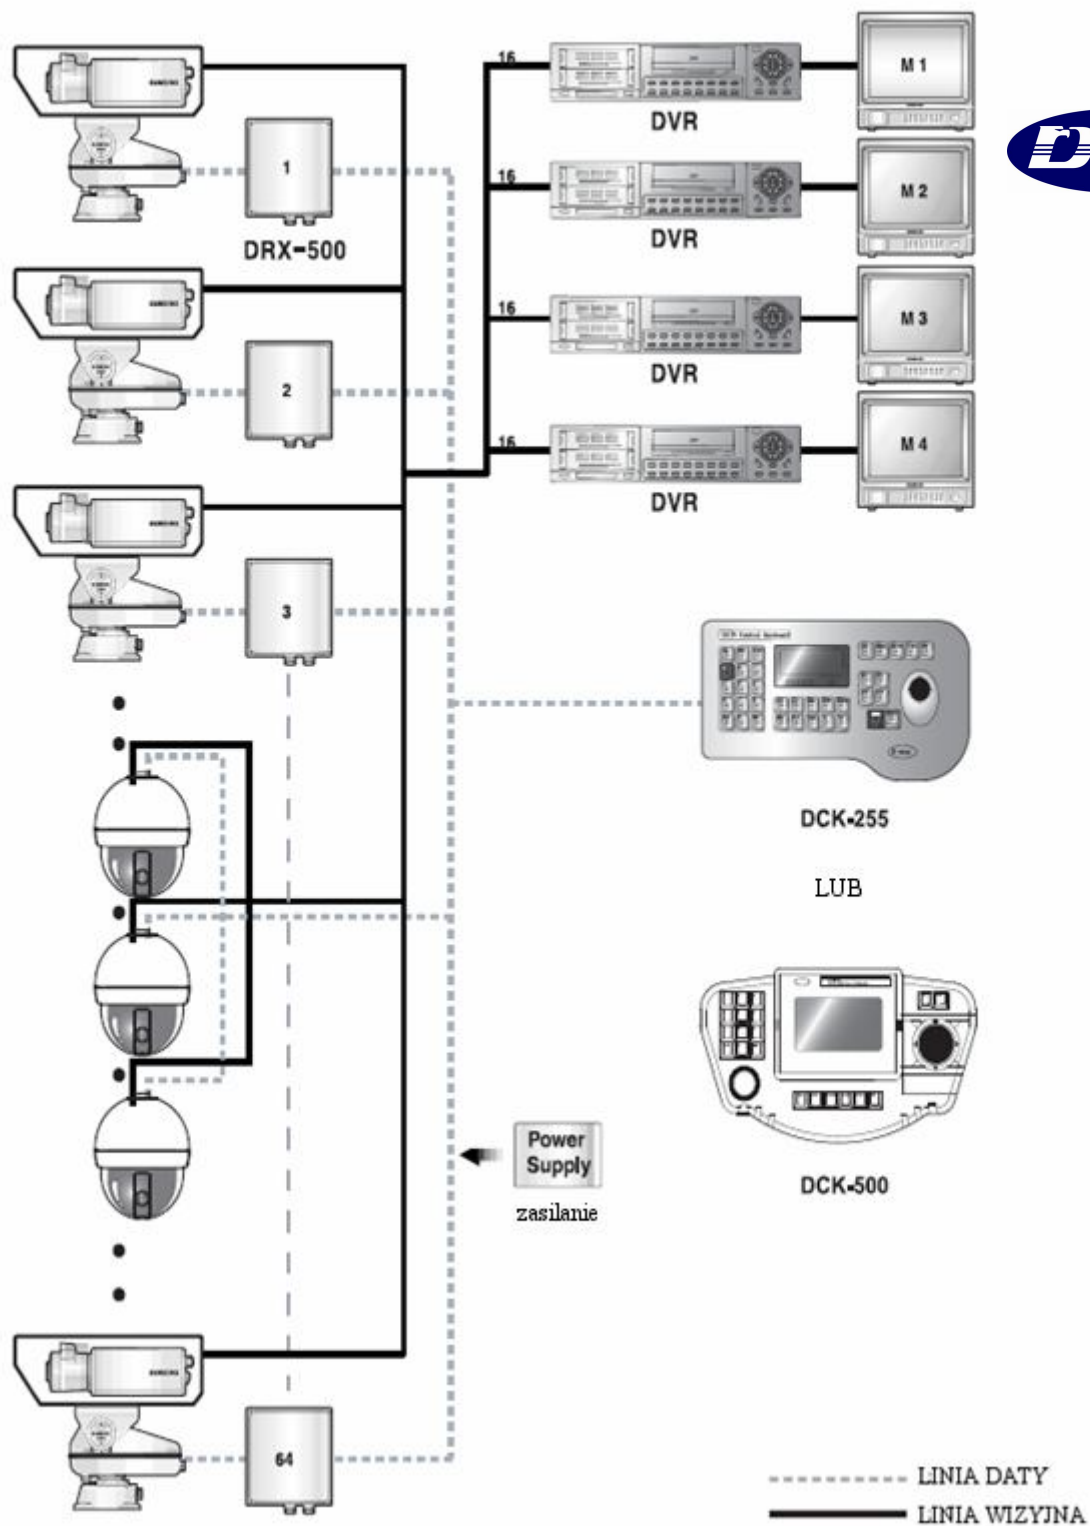 16
M 1
DVR
1
DRX-500
16
M 2
DVR
2
16
M 3
DVR
16
M 4
DVR
3
DCK-255
LUB
Power
Supply
zasilanie
DCK-500
64
LINIA DATY
LINIA WIZYJNA